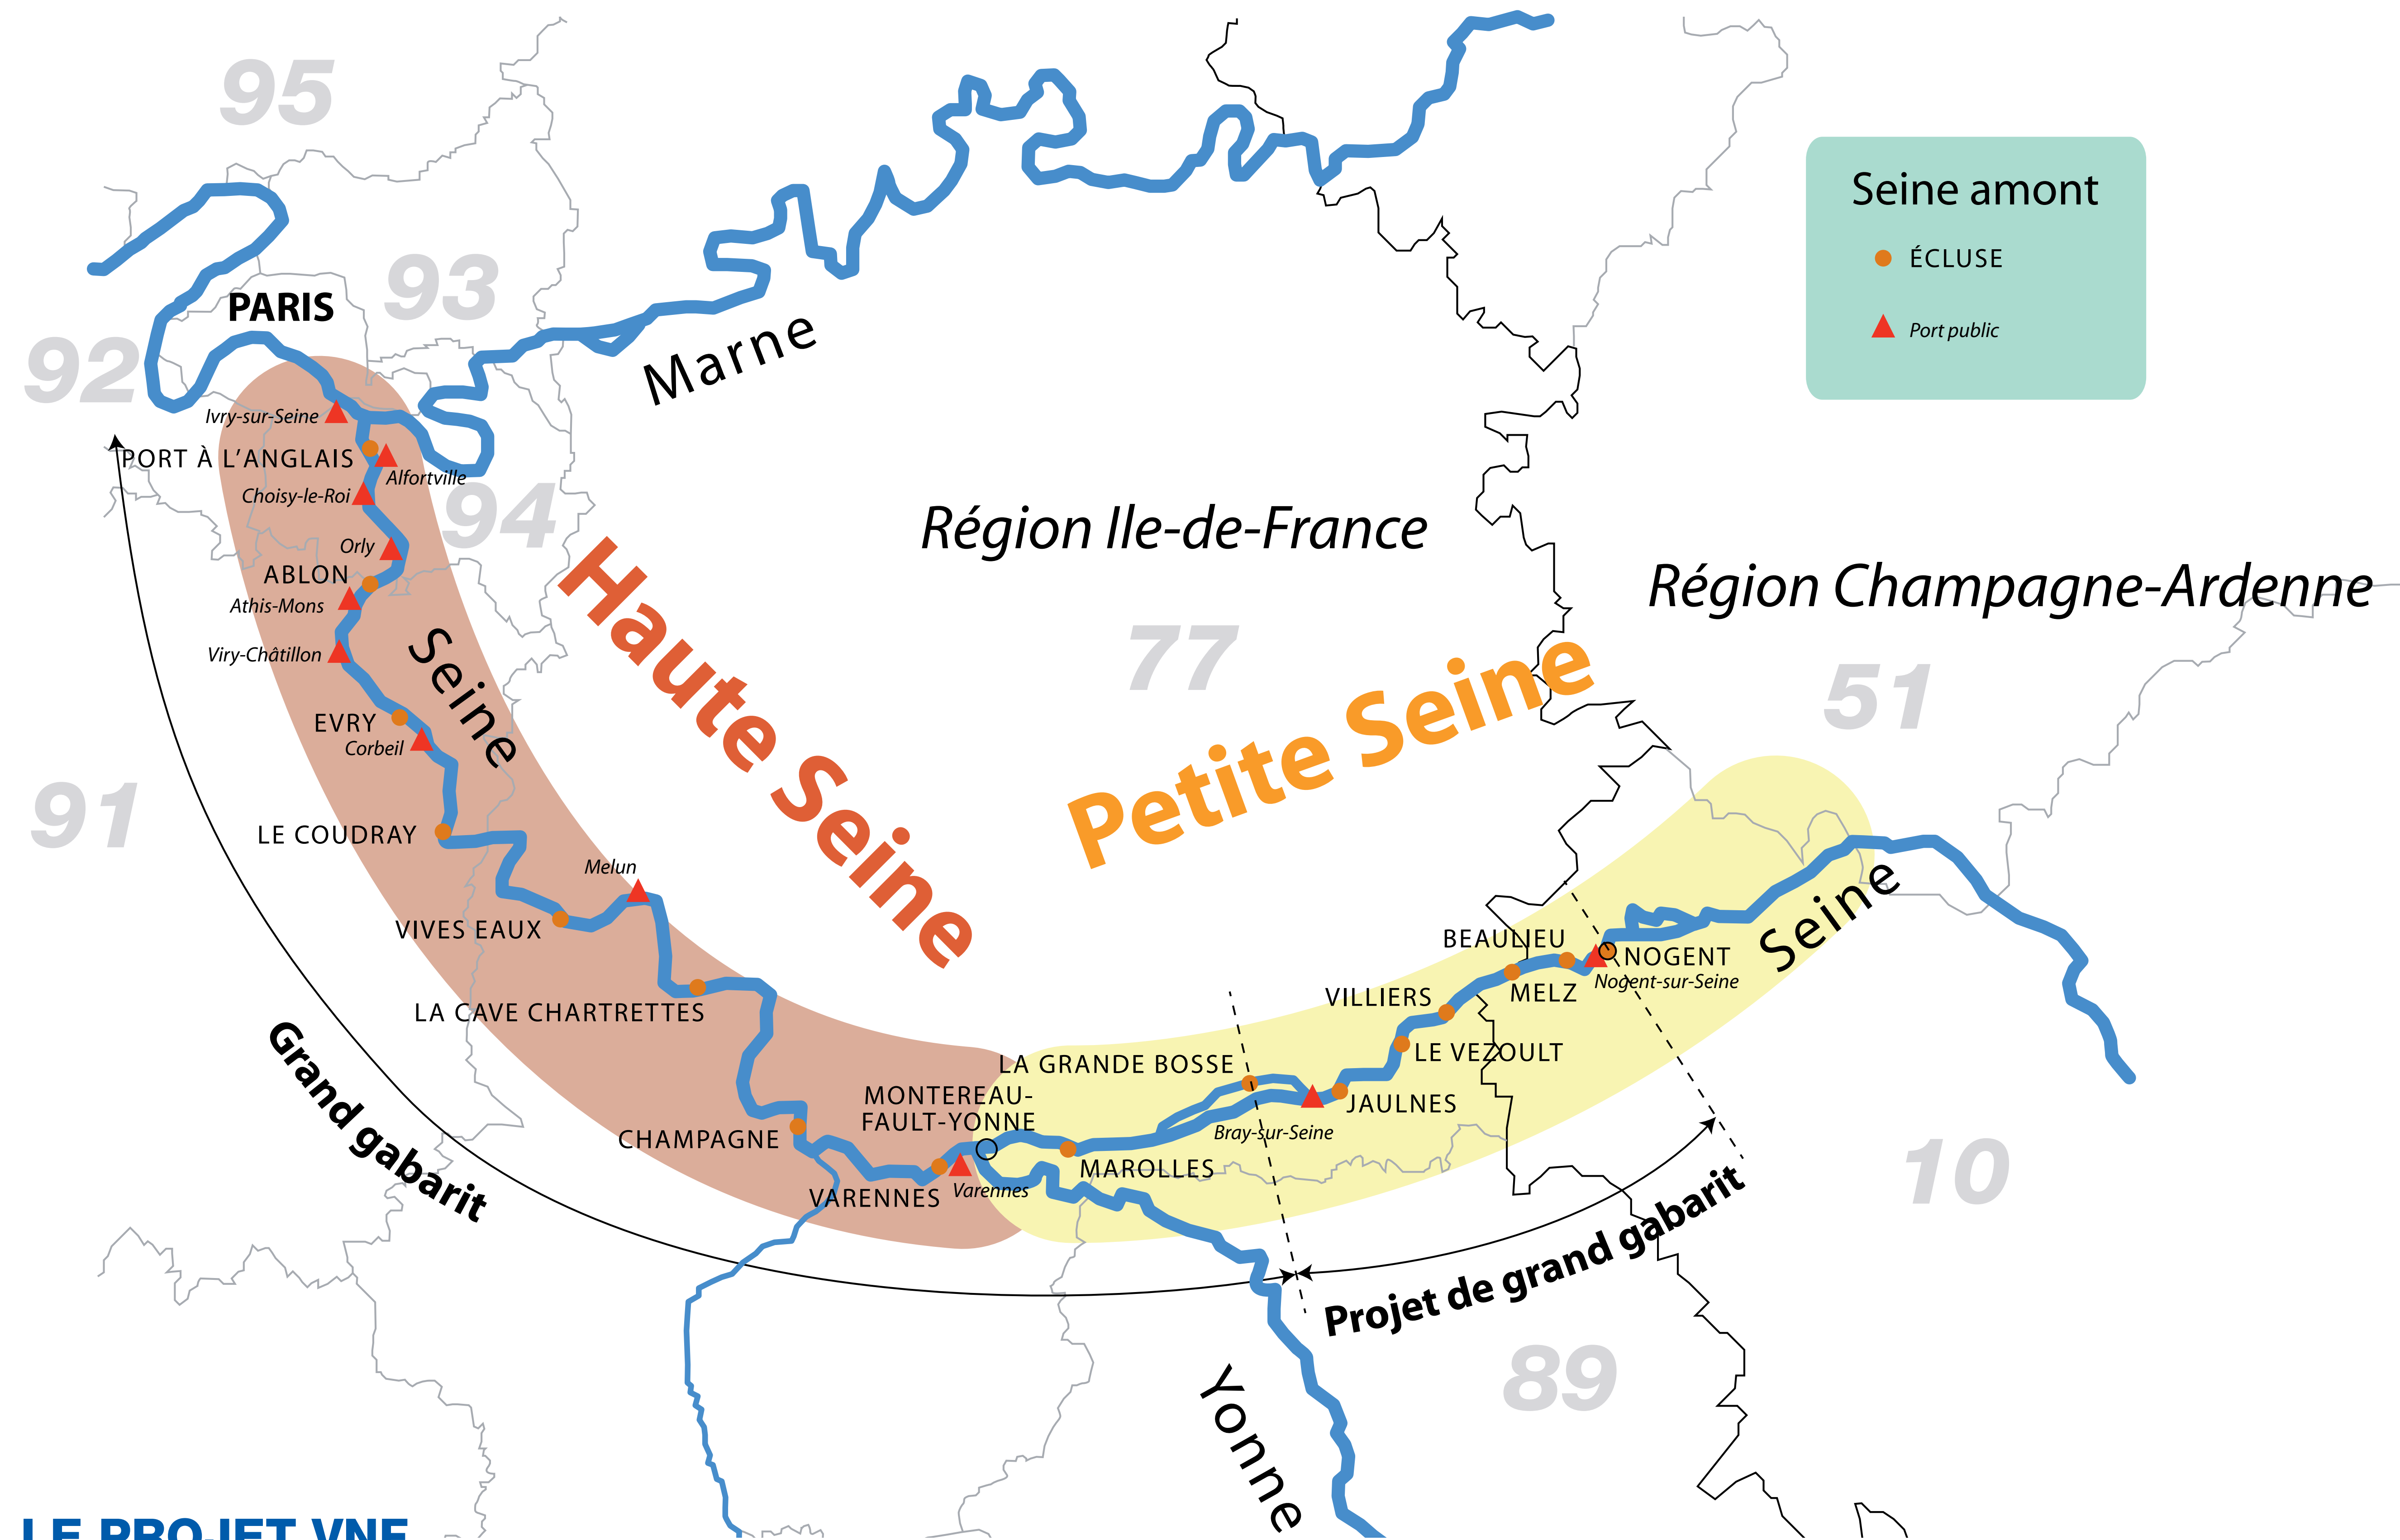 95
93
PARIS
92
Marne
Seine amont
ÉCLUSE
Port public
Ivry-sur-Seine
PORT À L'ANGLAIS
Alfortville
Choisy-le-Roi
94
Orly
ABLON
Athis-Mons
Viry-Châtillon
Seine
EVRY
Corbeil
91
LE COUDRAY
Melun
VIVES EAUX
LA CAVE CHARTRETTES
Haute Seine
Région Ile-de-France
Région Champagne-Ardenne
77
51
Petite Seine
Seine
BEAULIEU
NOGENT
Nogent-sur-Seine
MELZ
VILLIERS
LE VEZOULT
LA GRANDE BOSSE
JAULNES
Bray-sur-Seine
MONTEREAU-
FAULT-YONNE
CHAMPAGNE
MAROLLES
VARENNES
Varennes
Grand gabarit
Projet de grand gabarit
10
89
Yonne
LE PROJET VNF